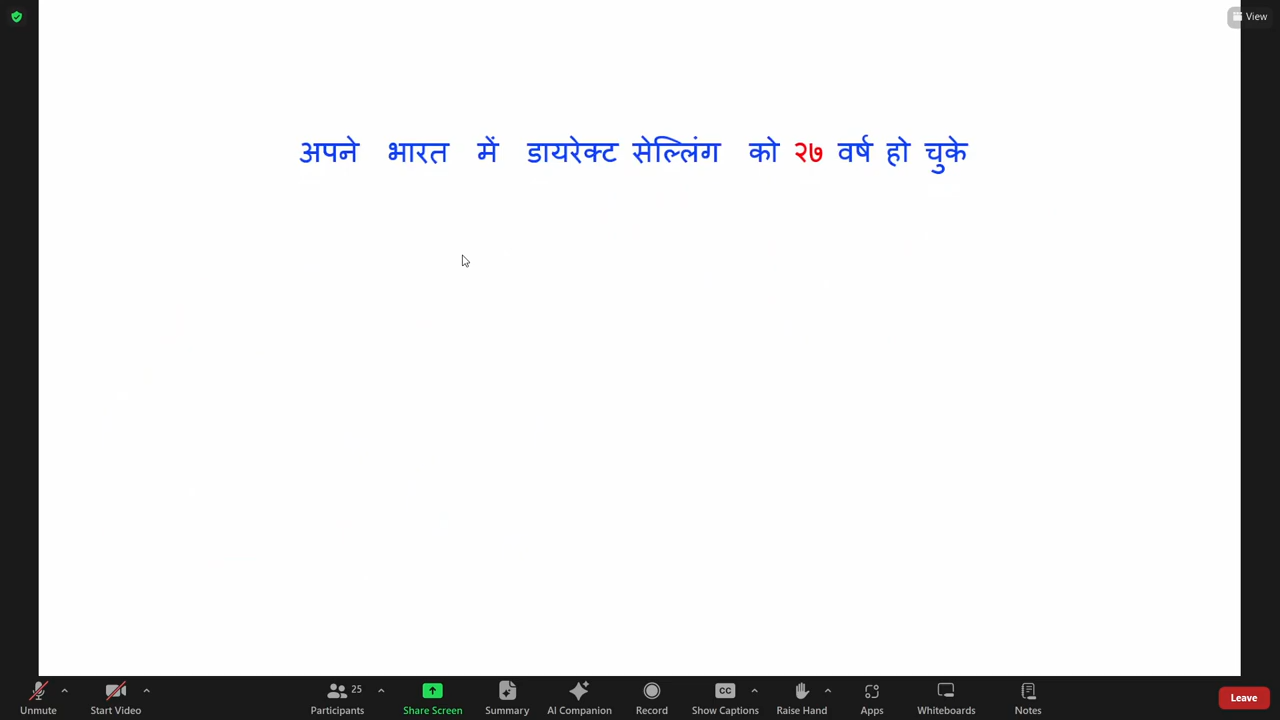 View
अपने भारत में डायरेक्ट सेल्लिंग को २७ वर्ष हो चुके
Unmute
Start Video
Participants
25
Share Screen
Summary
AI Companion
Record
CC
Show Captions
Raise Hand
Apps
Whiteboards
Notes
Leave